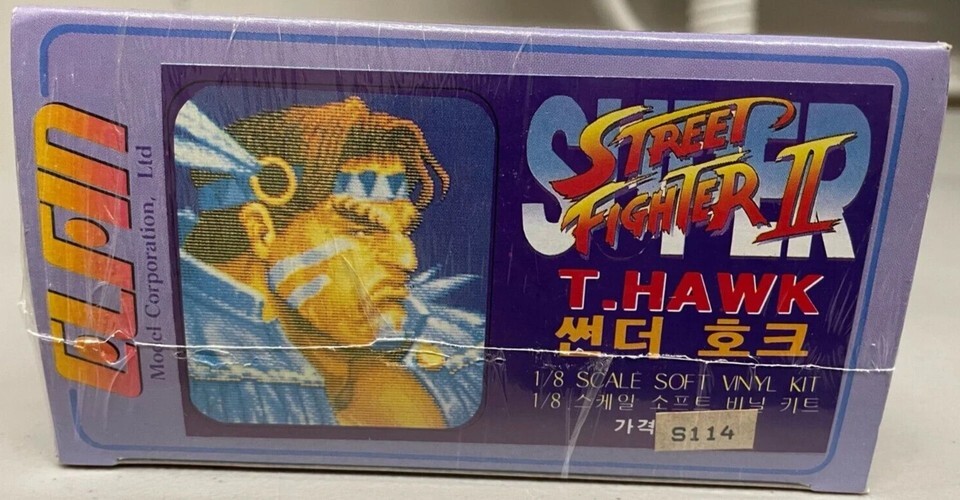 ELFIN
Model Corporation, Ltd
SUPER
STREET
FIGHTER II
T.HAWK
썬더 호크
1/8 SCALE SOFT VINYL KIT
1/8 스케일 소프트 비닐 키트
가격
S114